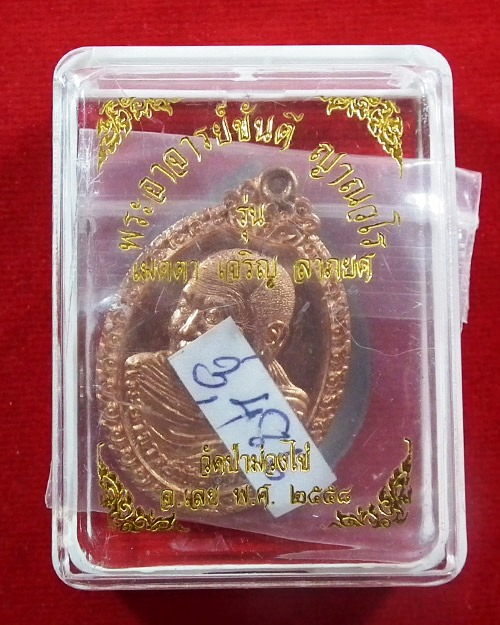 พระอาจารย์ขันตี ญาณวโร
รุ่น
เมตตา เจริญ ลาภยศ
วัดป่าม่วงไข่
จ.เลย พ.ศ. ๒๕๕๘